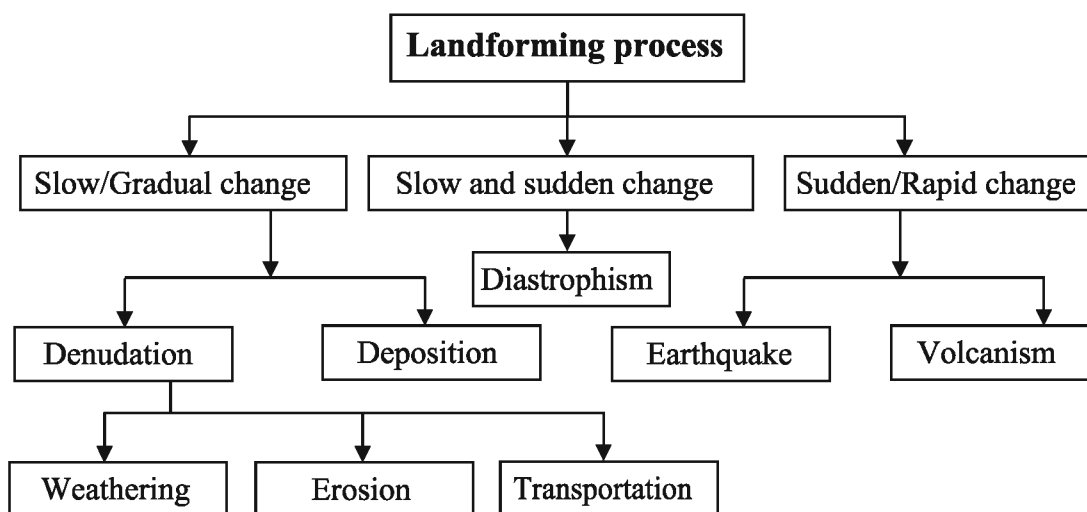 Landforming process
Slow/Gradual change
Slow and sudden change
Sudden/Rapid change
Diastrophism
Denudation
Deposition
Earthquake
Volcanism
Weathering
Erosion
Transportation